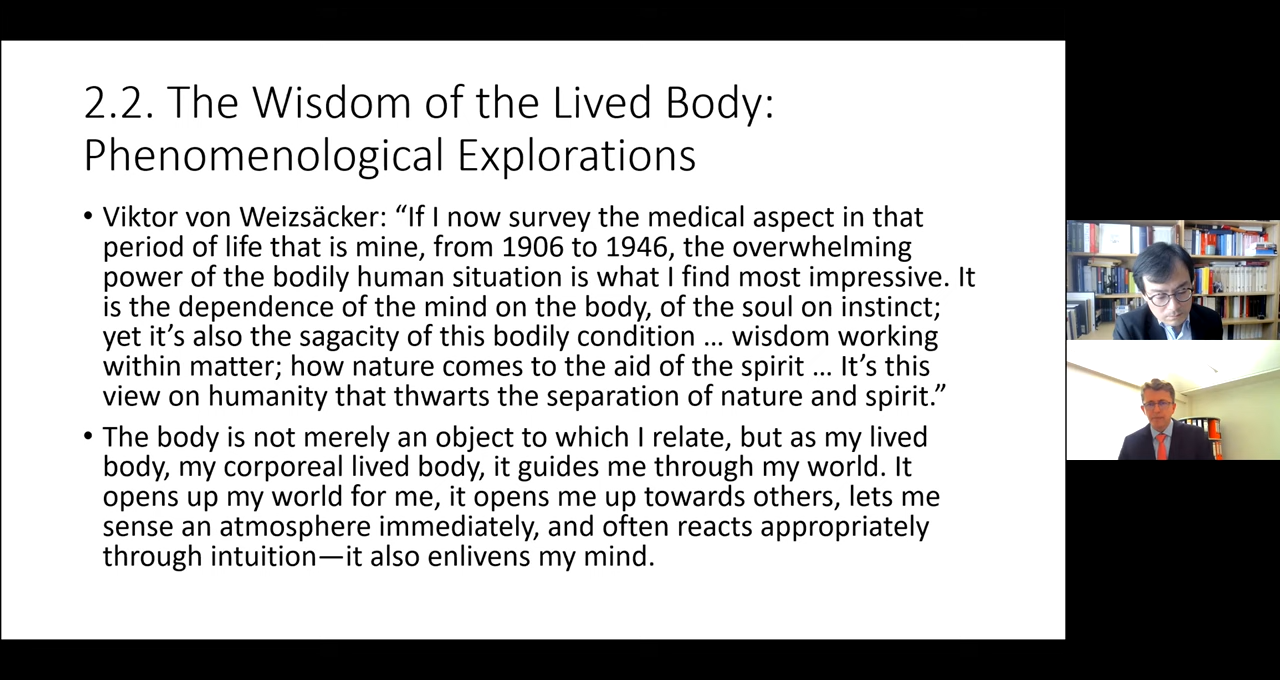 2.2. The Wisdom of the Lived Body:
Phenomenological Explorations
• Viktor von Weizsäcker: “If I now survey the medical aspect in that
period of life that is mine, from 1906 to 1946, the overwhelming
power of the bodily human situation is what I find most impressive. It
is the dependence of the mind on the body, of the soul on instinct;
yet it’s also the sagacity of this bodily condition … wisdom working
within matter; how nature comes to the aid of the spirit … It’s this
view on humanity that thwarts the separation of nature and spirit.”
• The body is not merely an object to which I relate, but as my lived
body, my corporeal lived body, it guides me through my world. It
opens up my world for me, it opens me up towards others, lets me
sense an atmosphere immediately, and often reacts appropriately
through intuition—it also enlivens my mind.